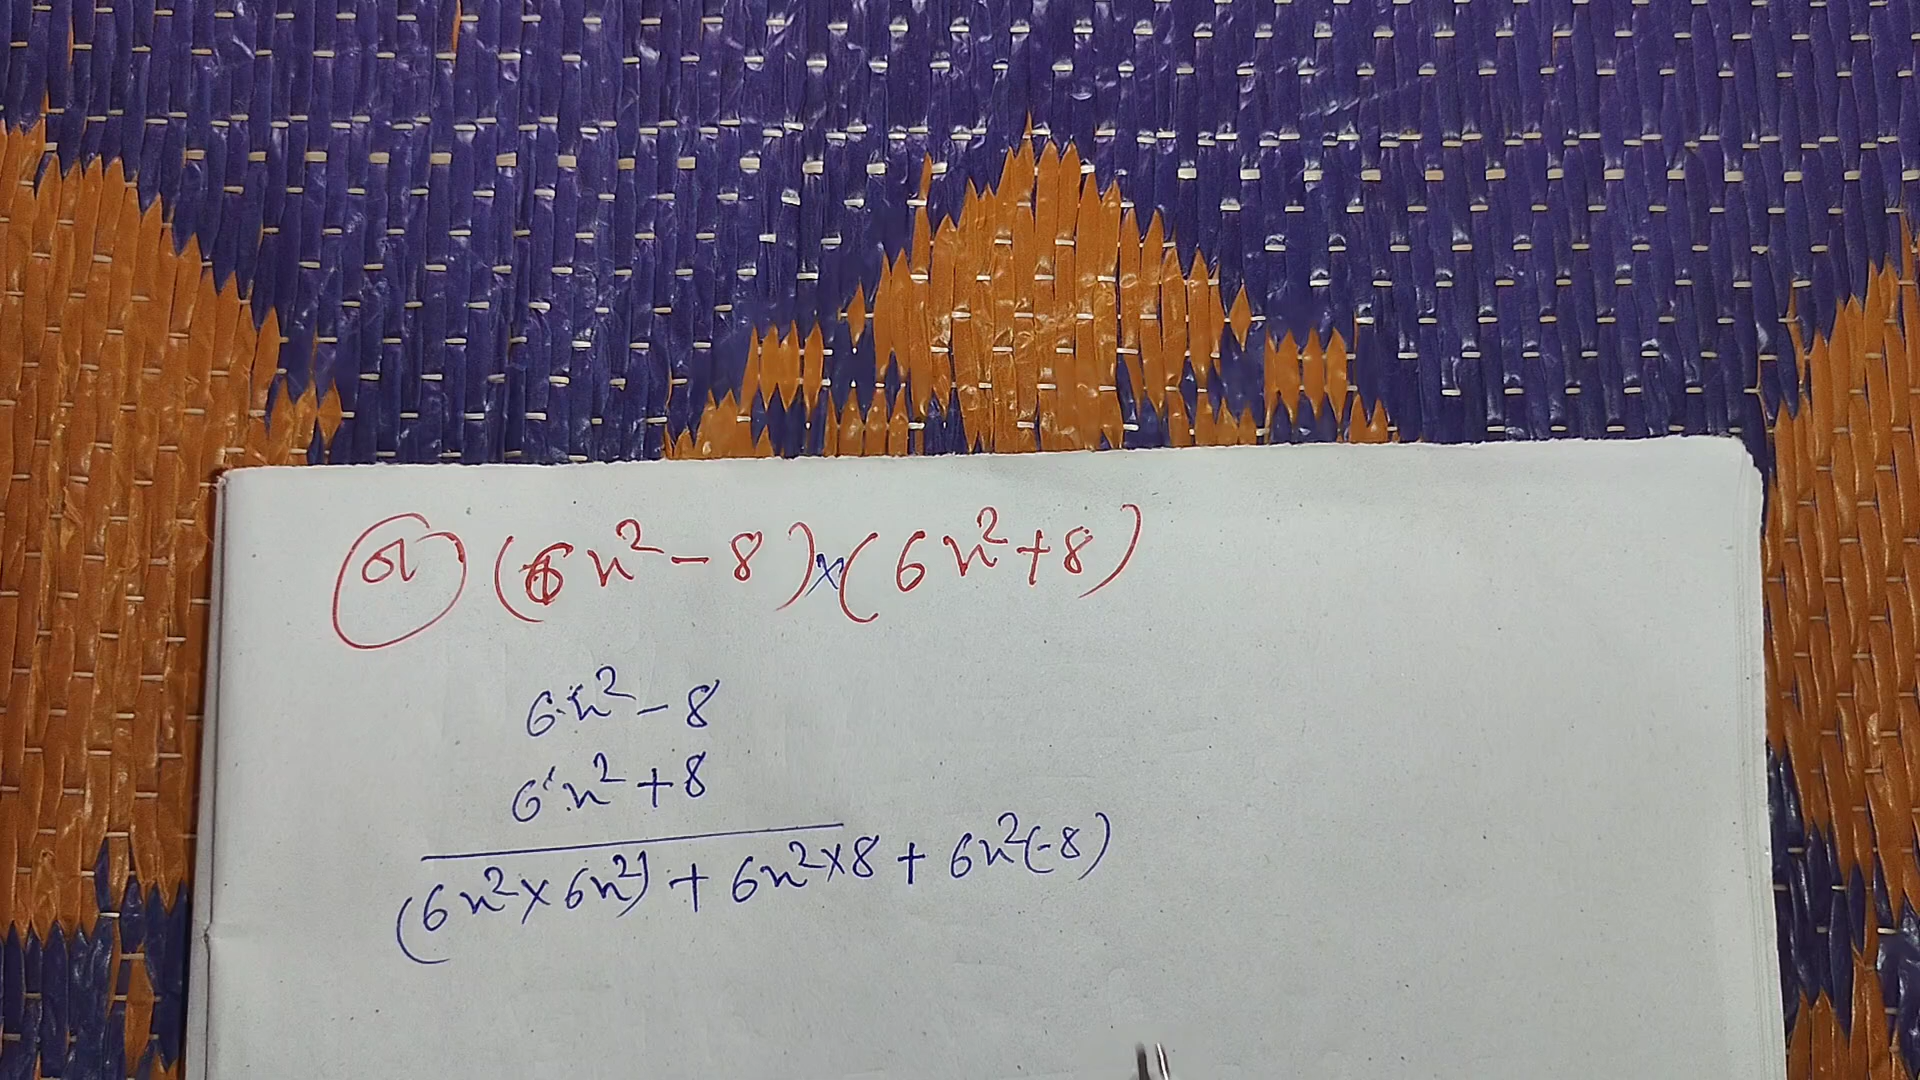 গ (6x² - 8) × (6x² + 8)
6x² - 8
6x² + 8
(6x² × 6x²) + 6x² × 8 + 6x²(-8)